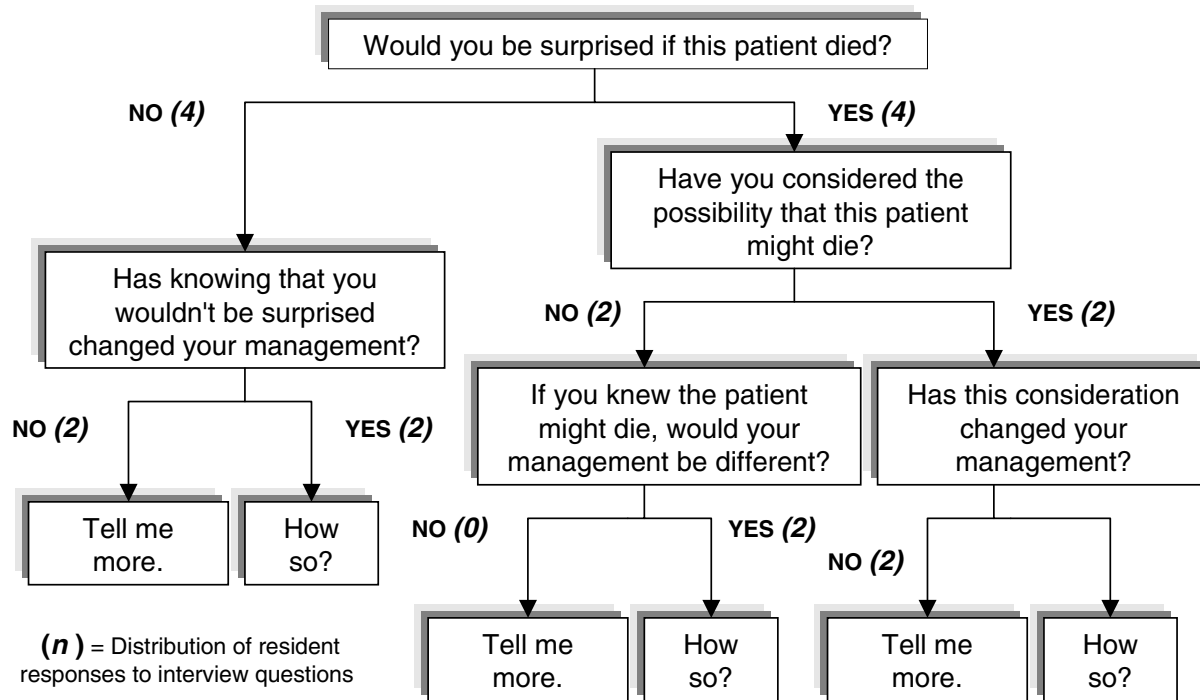 Would you be surprised if this patient died?
NO (4)
YES (4)
Have you considered the
possibility that this patient
might die?
Has knowing that you
wouldn't be surprised
changed your management?
NO (2)
YES (2)
If you knew the patient
might die, would your
management be different?
Has this consideration
changed your
management?
NO (2)
YES (2)
Tell me
more.
How
so?
NO (0)
YES (2)
NO (2)
Tell me
more.
How
so?
Tell me
more.
How
so?
(n) = Distribution of resident
responses to interview questions